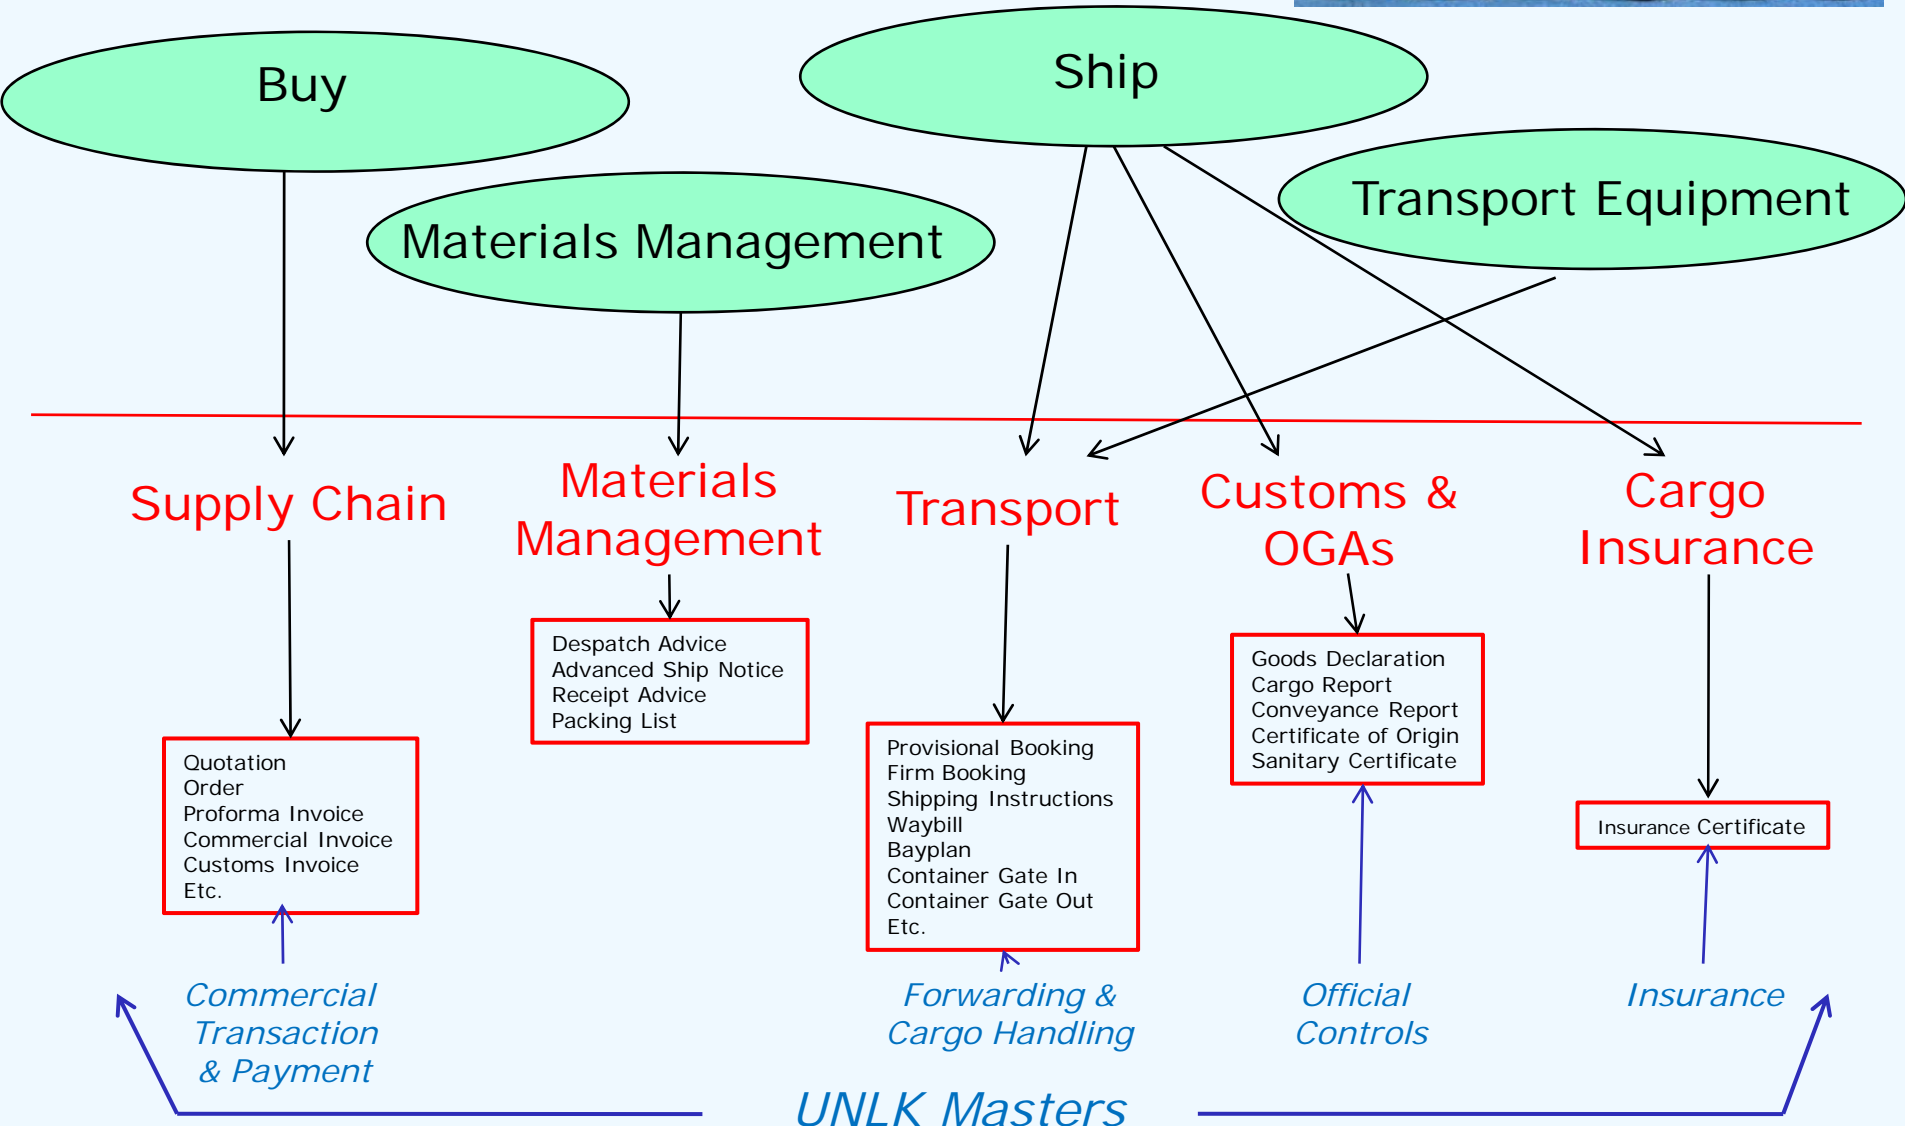 Buy
Ship
Transport Equipment
Materials Management
Supply Chain
Materials
Management
Transport
Customs &
OGAs
Cargo
Insurance
Quotation
Order
Proforma Invoice
Commercial Invoice
Customs Invoice
Etc.
Despatch Advice
Advanced Ship Notice
Receipt Advice
Packing List
Provisional Booking
Firm Booking
Shipping Instructions
Waybill
Bayplan
Container Gate In
Container Gate Out
Etc.
Goods Declaration
Cargo Report
Conveyance Report
Certificate of Origin
Sanitary Certificate
Insurance Certificate
Commercial
Transaction
& Payment
Forwarding &
Cargo Handling
Official
Controls
Insurance
UNLK Masters